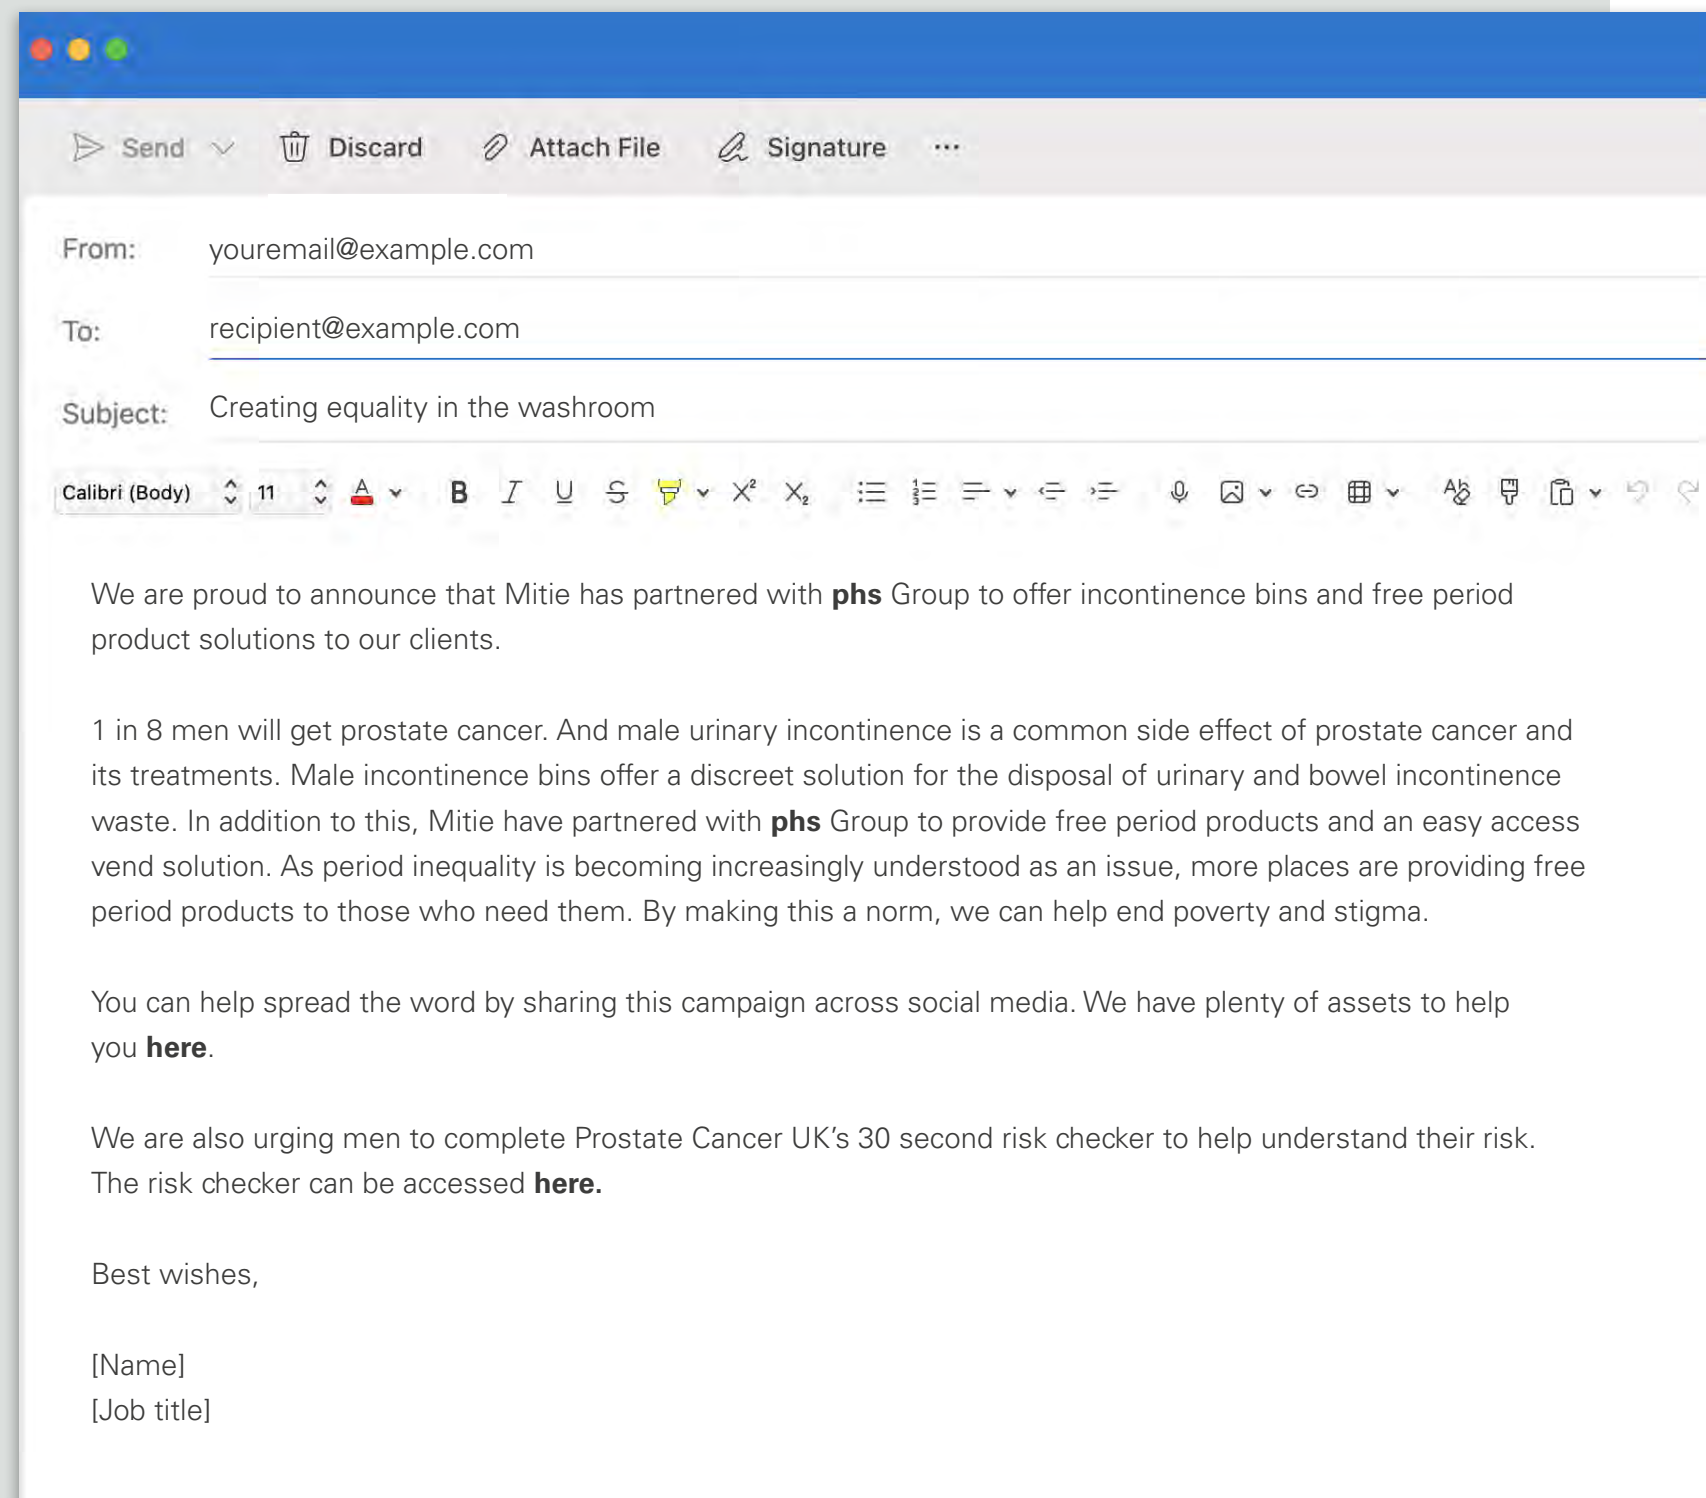 Send Discard Attach File Signature ...
From: youremail@example.com
To: recipient@example.com
Subject: Creating equality in the washroom
Calibri (Body) 11 A B I U S X² X₂ Ab
We are proud to announce that Mitie has partnered with phs Group to offer incontinence bins and free period
product solutions to our clients.
1 in 8 men will get prostate cancer. And male urinary incontinence is a common side effect of prostate cancer and
its treatments. Male incontinence bins offer a discreet solution for the disposal of urinary and bowel incontinence
waste. In addition to this, Mitie have partnered with phs Group to provide free period products and an easy access
vend solution. As period inequality is becoming increasingly understood as an issue, more places are providing free
period products to those who need them. By making this a norm, we can help end poverty and stigma.
You can help spread the word by sharing this campaign across social media. We have plenty of assets to help
you here.
We are also urging men to complete Prostate Cancer UK’s 30 second risk checker to help understand their risk.
The risk checker can be accessed here.
Best wishes,
[Name]
[Job title]